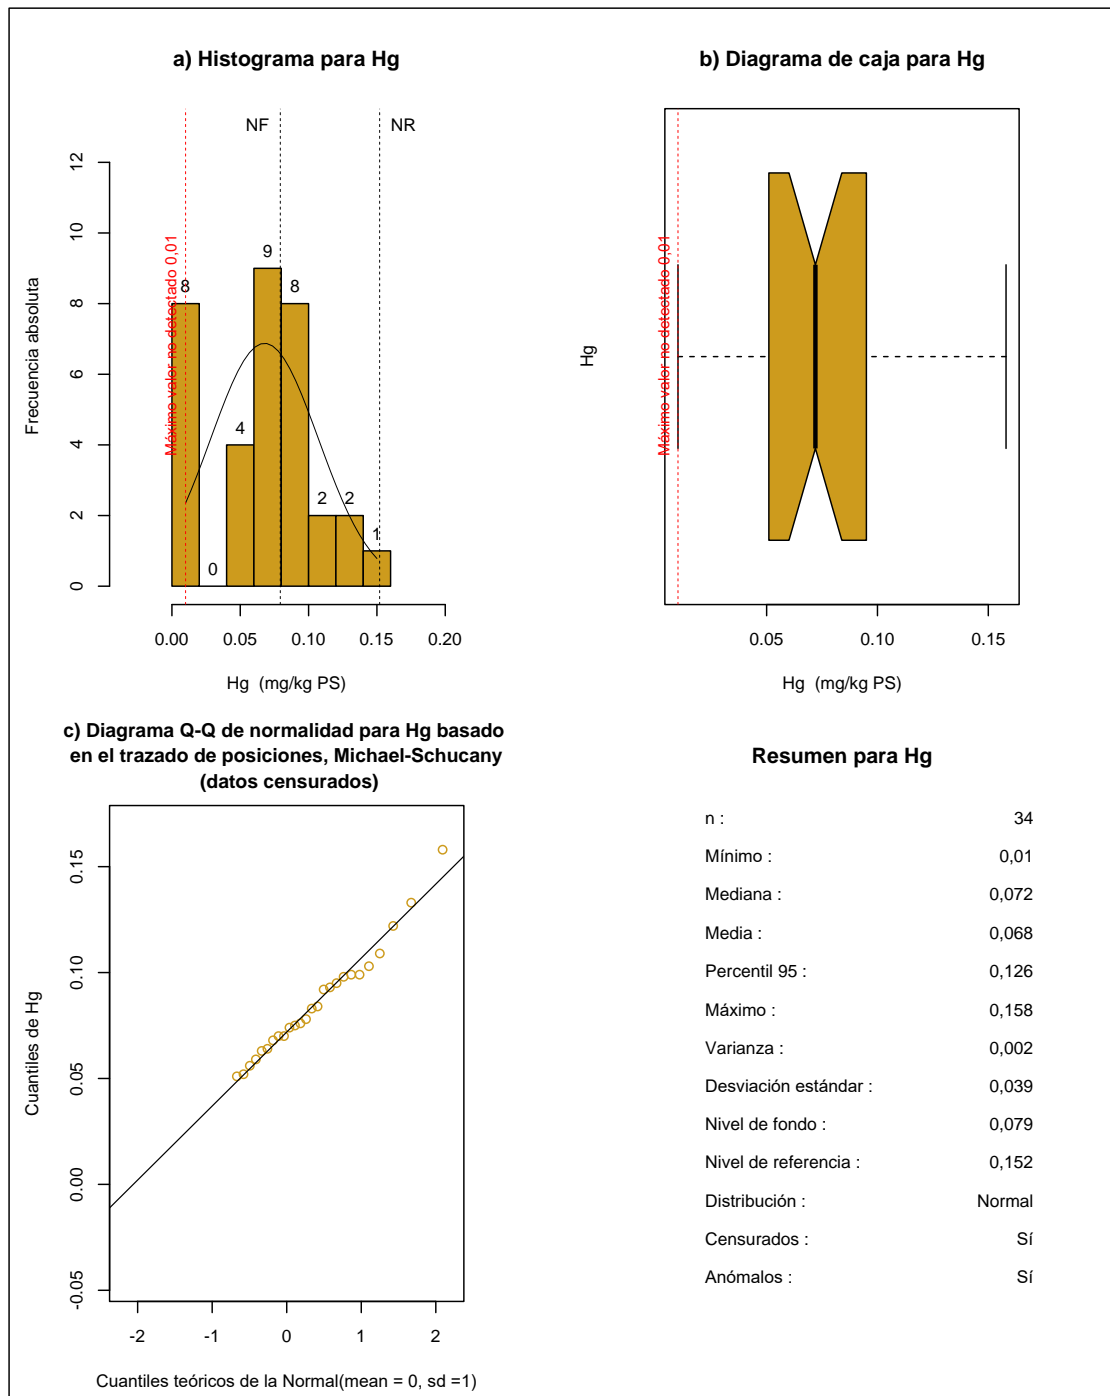 a) Histograma para Hg
NF
NR
Máximo valor no detectado 0,01
Frecuencia absoluta
12
10
8
6
4
2
0
8
0
4
9
8
2
2
1
0.00
0.05
0.10
0.15
0.20
Hg  (mg/kg PS)
b) Diagrama de caja para Hg
Máximo valor no detectado 0,01
Hg
0.05
0.10
0.15
Hg  (mg/kg PS)
c) Diagrama Q-Q de normalidad para Hg basado
en el trazado de posiciones, Michael-Schucany
(datos censurados)
Cuantiles de Hg
0.15
0.10
0.05
0.00
-0.05
-2
-1
0
1
2
Cuantiles teóricos de la Normal(mean = 0, sd =1)
Resumen para Hg
n : 34
Mínimo : 0,01
Mediana : 0,072
Media : 0,068
Percentil 95 : 0,126
Máximo : 0,158
Varianza : 0,002
Desviación estándar : 0,039
Nivel de fondo : 0,079
Nivel de referencia : 0,152
Distribución : Normal
Censurados : Sí
Anómalos : Sí